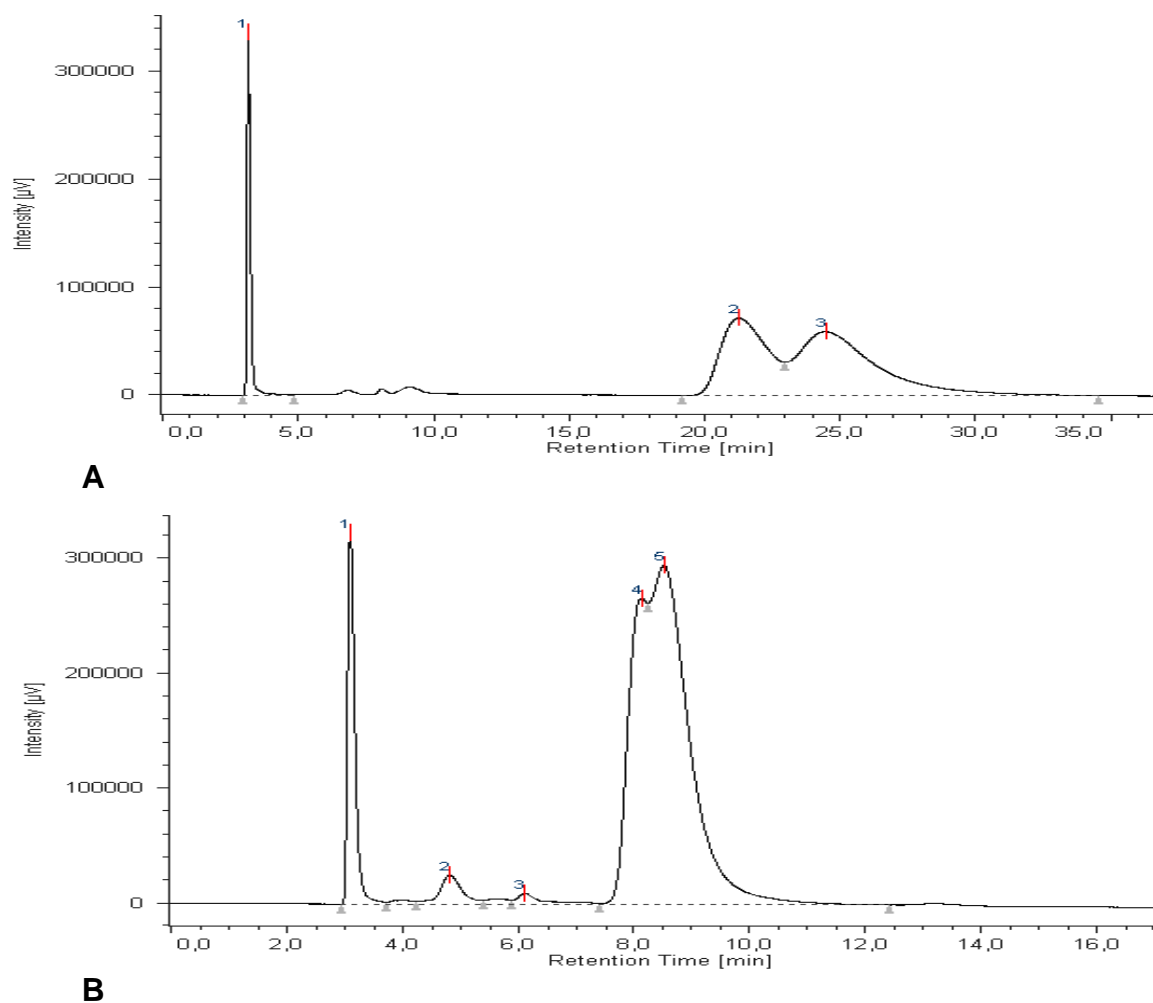 1
300000
200000
100000
0
Intensity [µV]
2
3
0,0 5,0 10,0 15,0 20,0 25,0 30,0 35,0
Retention Time [min]
A
1
5
4
300000
200000
100000
0
Intensity [µV]
2
3
0,0 2,0 4,0 6,0 8,0 10,0 12,0 14,0 16,0
Retention Time [min]
B